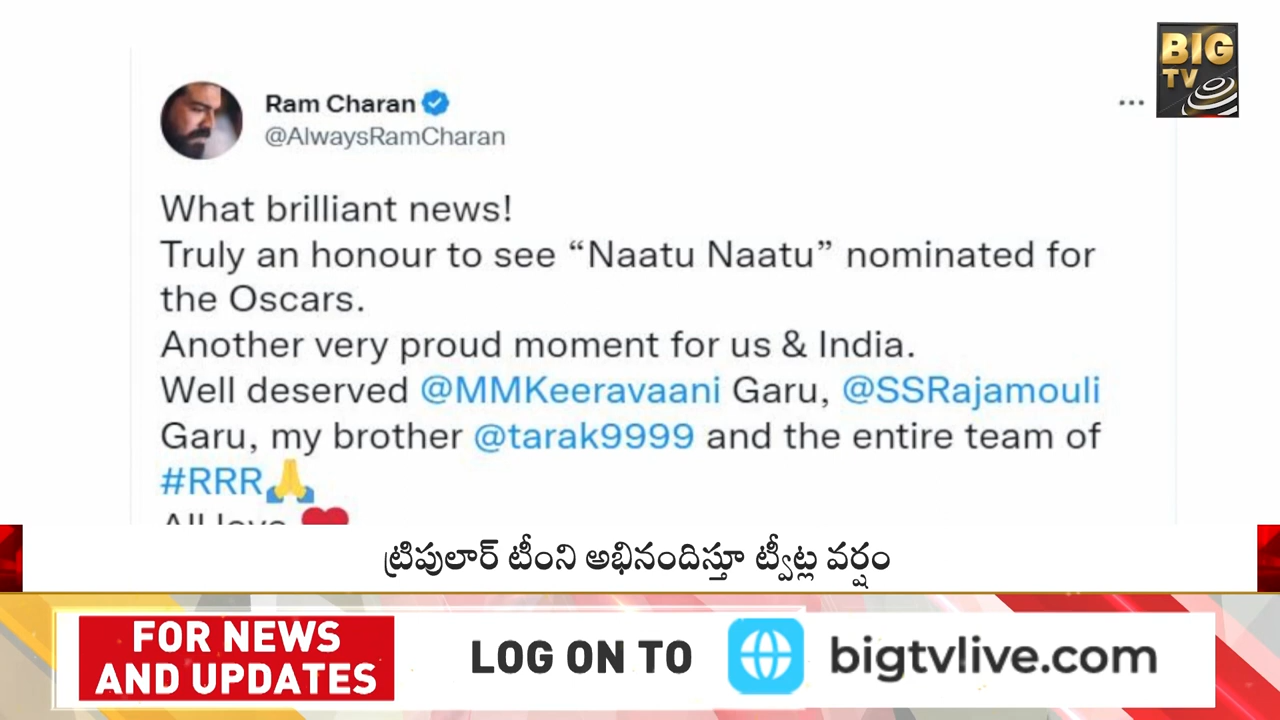 BIG
TV
Ram Charan
@AlwaysRamCharan
What brilliant news!
Truly an honour to see “Naatu Naatu” nominated for
the Oscars.
Another very proud moment for us & India.
Well deserved @MMKeeravaani Garu, @SSRajamouli
Garu, my brother @tarak9999 and the entire team of
#RRR🙏
All love ❤
ట్రిపులార్ టీంని అభినందిస్తూ ట్వీట్ల వర్షం
FOR NEWS
AND UPDATES
LOG ON TO
bigtvlive.com